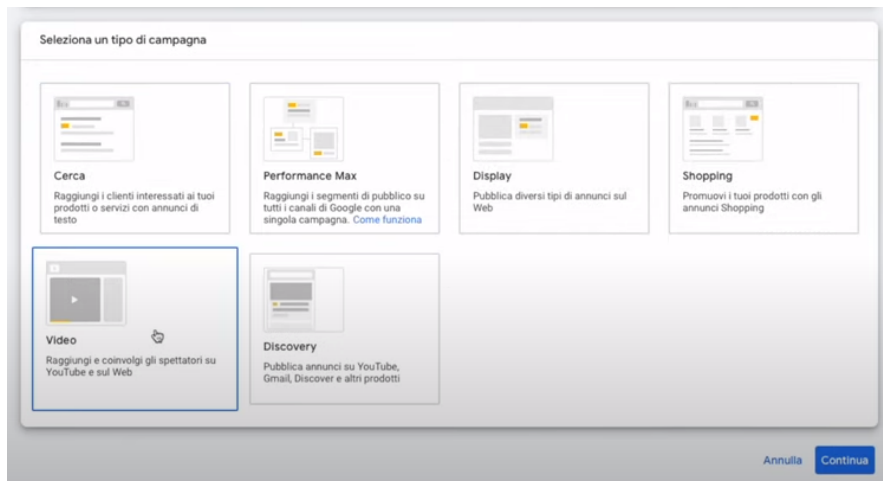 Seleziona un tipo di campagna
Cerca
Raggiungi i clienti interessati ai tuoi
prodotti o servizi con annunci di
testo
Performance Max
Raggiungi i segmenti di pubblico su
tutti i canali di Google con una
singola campagna. Come funziona
Display
Pubblica diversi tipi di annunci sul
Web
Shopping
Promuovi i tuoi prodotti con gli
annunci Shopping
Video
Raggiungi e coinvolgi gli spettatori su
YouTube e sul Web
Discovery
Pubblica annunci su YouTube,
Gmail, Discover e altri prodotti
Annulla
Continua